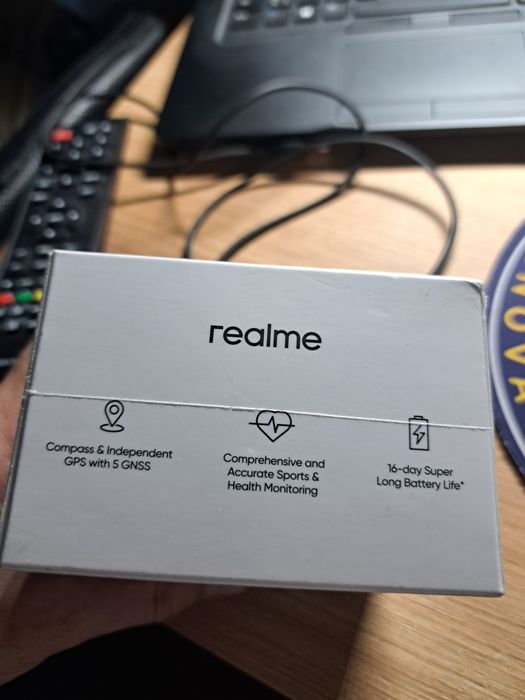 realme
Compass & Independent
GPS with 5 GNSS
Comprehensive and
Accurate Sports &
Health Monitoring
16-day Super
Long Battery Life*
NOVA